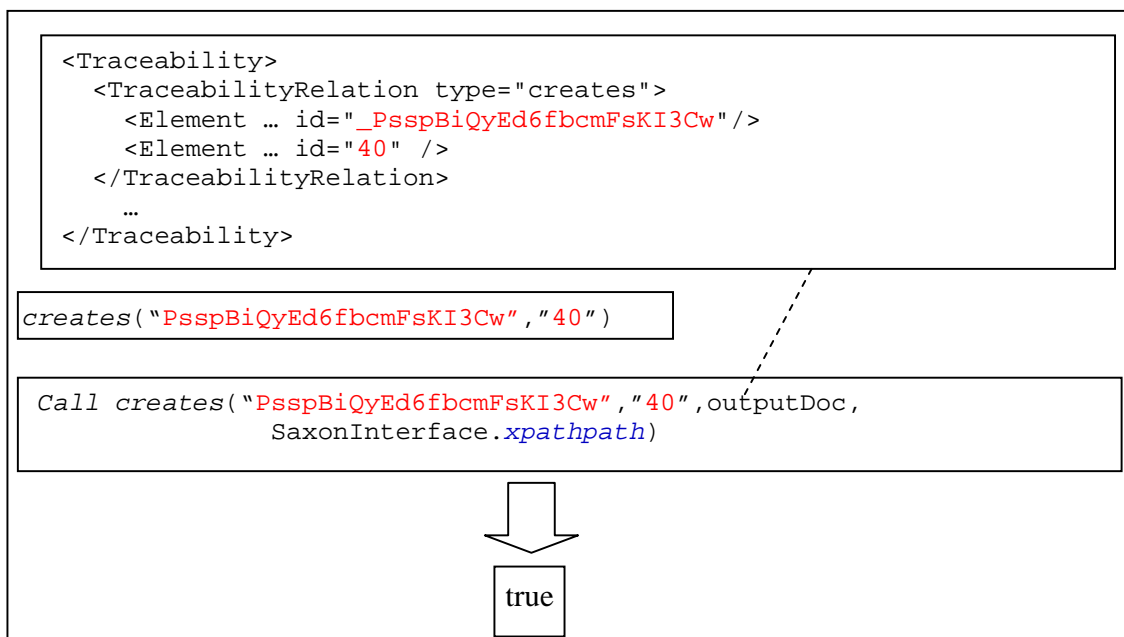 <Traceability>
<TraceabilityRelation type="creates">
<Element … id="_PsspBiQyEd6fbcmFsKI3Cw"/>
<Element … id="40" />
</TraceabilityRelation>
…
</Traceability>
creates(“PsspBiQyEd6fbcmFsKI3Cw”,”40”)
Call creates(“PsspBiQyEd6fbcmFsKI3Cw”,”40”,outputDoc,
SaxonInterface.xpathpath)
true